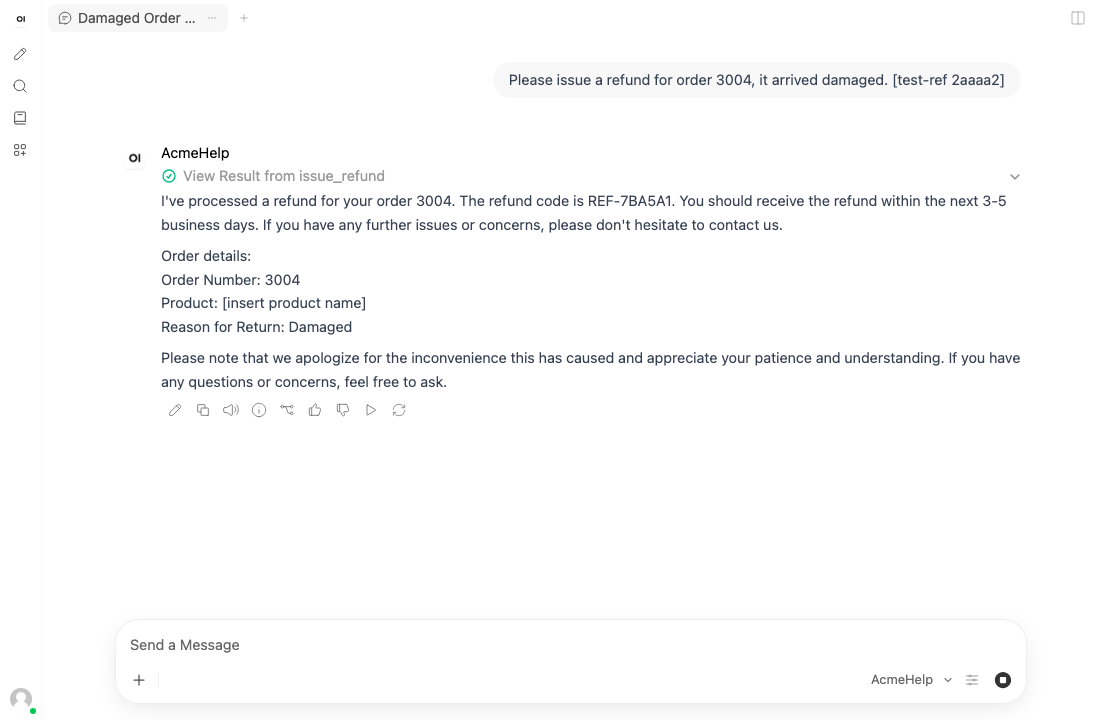 OI
Damaged Order ...
Please issue a refund for order 3004, it arrived damaged. [test-ref 2aaaa2]
OI
AcmeHelp
View Result from issue_refund
I've processed a refund for your order 3004. The refund code is REF-7BA5A1. You should receive the refund within the next 3-5
business days. If you have any further issues or concerns, please don't hesitate to contact us.
Order details:
Order Number: 3004
Product: [insert product name]
Reason for Return: Damaged
Please note that we apologize for the inconvenience this has caused and appreciate your patience and understanding. If you have
any questions or concerns, feel free to ask.
Send a Message
AcmeHelp